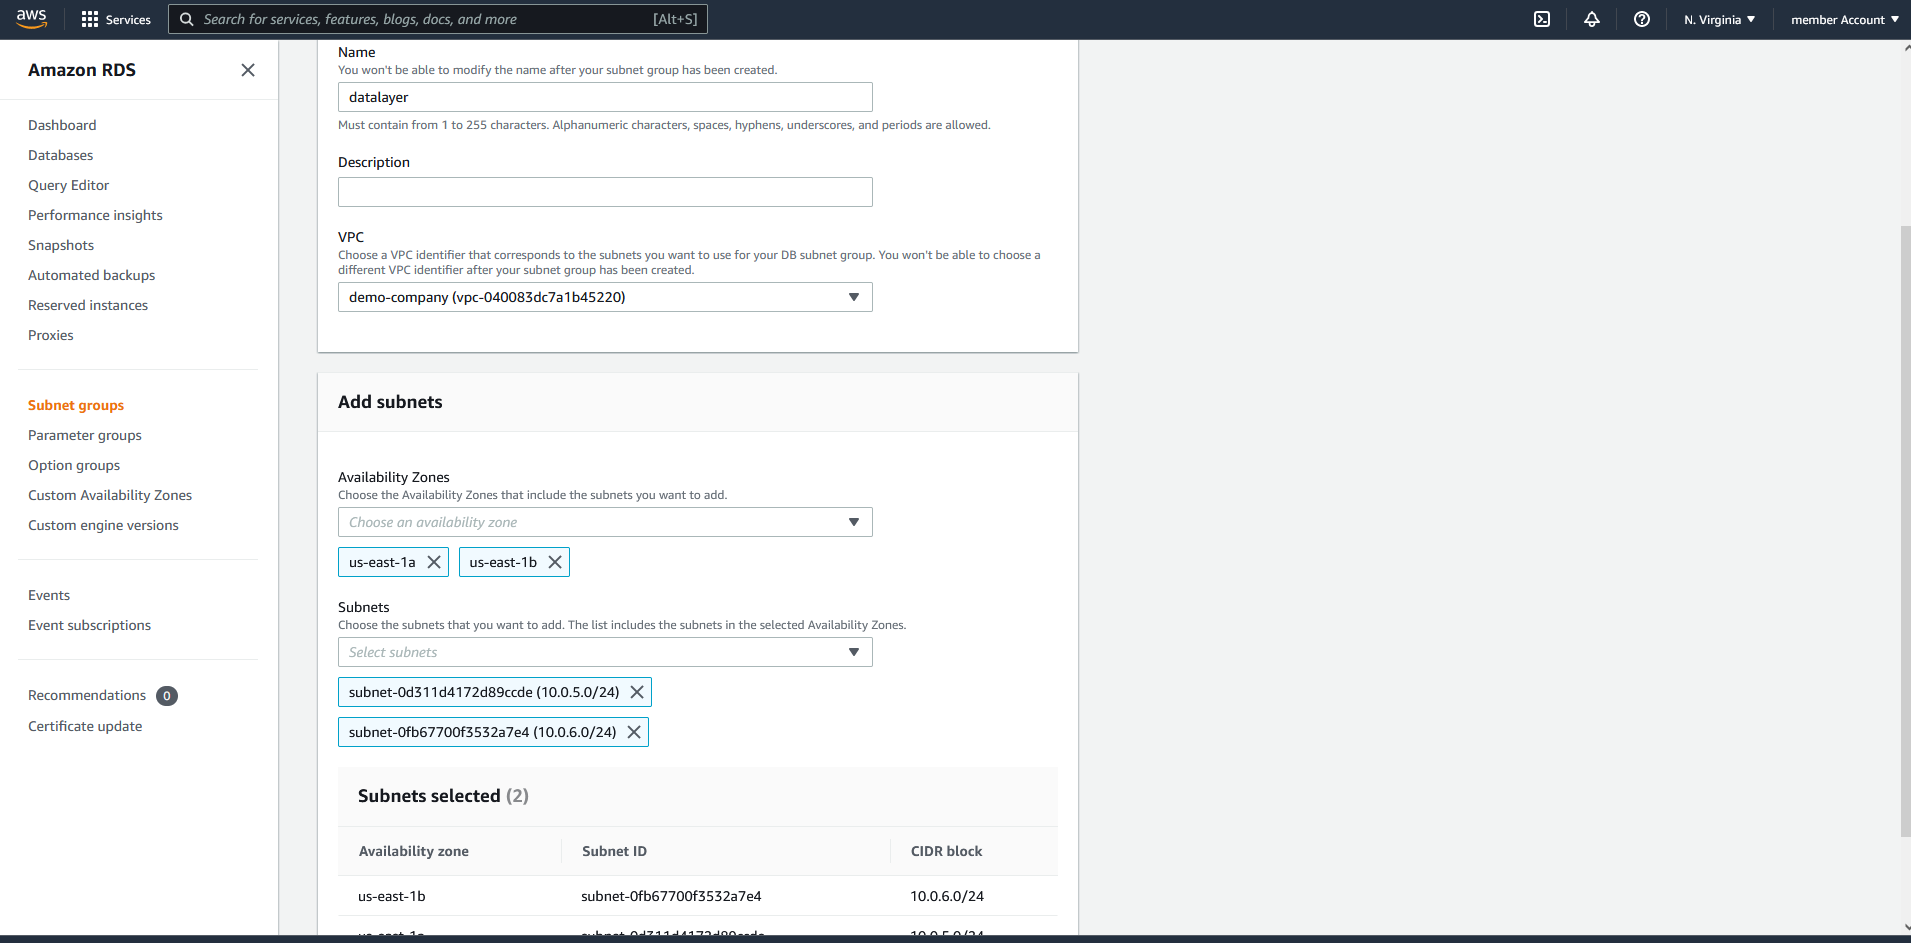 aws
Services
Search for services, features, blogs, docs, and more
[Alt+S]
N. Virginia
member Account
Amazon RDS
Dashboard
Databases
Query Editor
Performance insights
Snapshots
Automated backups
Reserved instances
Proxies
Subnet groups
Parameter groups
Option groups
Custom Availability Zones
Custom engine versions
Events
Event subscriptions
Recommendations 0
Certificate update
Name
You won't be able to modify the name after your subnet group has been created.
datalayer
Must contain from 1 to 255 characters. Alphanumeric characters, spaces, hyphens, underscores, and periods are allowed.
Description
VPC
Choose a VPC identifier that corresponds to the subnets you want to use for your DB subnet group. You won't be able to choose a
different VPC identifier after your subnet group has been created.
demo-company (vpc-040083dc7a1b45220)
Add subnets
Availability Zones
Choose the Availability Zones that include the subnets you want to add.
Choose an availability zone
us-east-1a
us-east-1b
Subnets
Choose the subnets that you want to add. The list includes the subnets in the selected Availability Zones.
Select subnets
subnet-0d311d4172d89ccde (10.0.5.0/24)
subnet-0fb67700f3532a7e4 (10.0.6.0/24)
Subnets selected (2)
Availability zone
Subnet ID
CIDR block
us-east-1b
subnet-0fb67700f3532a7e4
10.0.6.0/24
us-east-1a
subnet-0d311d4172d89ccde
10.0.5.0/24